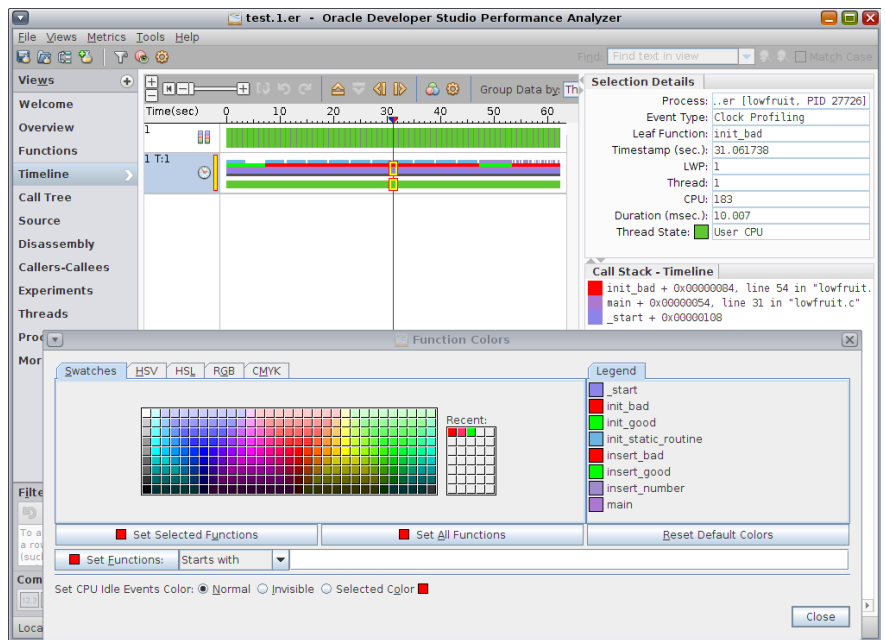 test.1.er - Oracle Developer Studio Performance Analyzer
File Views Metrics Tools Help
Find: Find text in view Match Case
Views
Welcome
Overview
Functions
Timeline
Call Tree
Source
Disassembly
Callers-Callees
Experiments
Threads
Group Data by: Th
Time(sec) 0 10 20 30 40 50 60
1
1 T:1
Selection Details
Process: ..er [lowfruit, PID 27726]
Event Type: Clock Profiling
Leaf Function: init_bad
Timestamp (sec.): 31.061738
LWP: 1
Thread: 1
CPU: 183
Duration (msec.): 10.007
Thread State: User CPU
Call Stack - Timeline
init_bad + 0x00000084, line 54 in "lowfruit.
main + 0x00000054, line 31 in "lowfruit.c"
_start + 0x00000108
Function Colors
Swatches HSV HSL RGB CMYK
Recent:
Legend
_start
init_bad
init_good
init_static_routine
insert_bad
insert_good
insert_number
main
Set Selected Functions Set All Functions Reset Default Colors
Set Functions: Starts with
Set CPU Idle Events Color: Normal Invisible Selected Color
Close